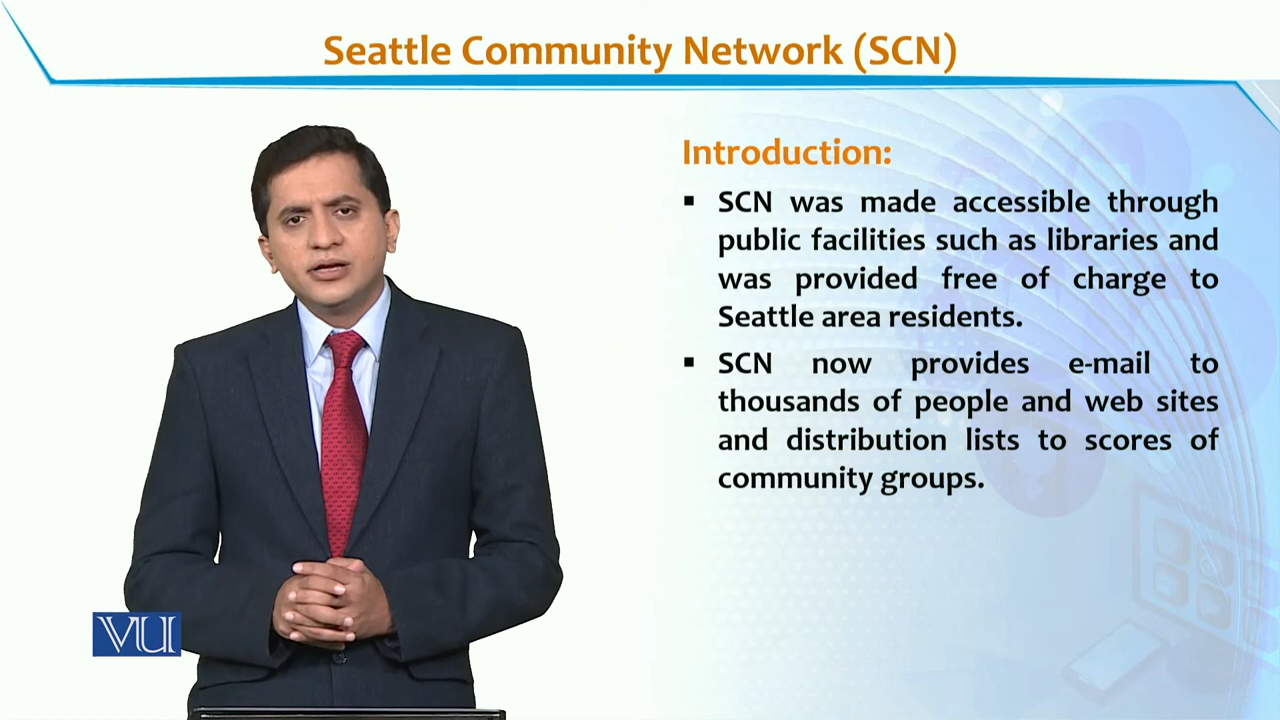 Seattle Community Network (SCN)
Introduction:
▪ SCN was made accessible through
public facilities such as libraries and
was provided free of charge to
Seattle area residents.
▪ SCN now provides e-mail to
thousands of people and web sites
and distribution lists to scores of
community groups.
VU